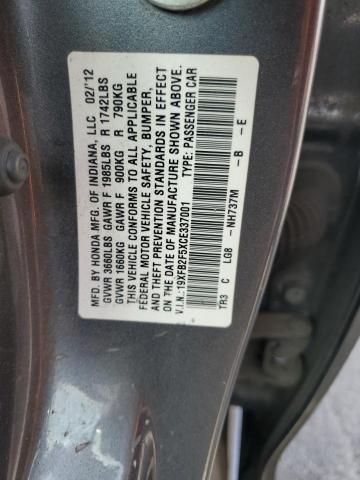 MFD. BY HONDA MFG. OF INDIANA, LLC 02/'12
GVWR 3660LBS GAWR F 1985LBS R 1742LBS
GVWR 1660KG GAWR F 900KG R 790KG
THIS VEHICLE CONFORMS TO ALL APPLICABLE
FEDERAL MOTOR VEHICLE SAFETY, BUMPER,
AND THEFT PREVENTION STANDARDS IN EFFECT
ON THE DATE OF MANUFACTURE SHOWN ABOVE.
V.I.N.:19XFB2F5XCE337001 TYPE: PASSENGER CAR
TR3 C LG8 -NH737M -B -E